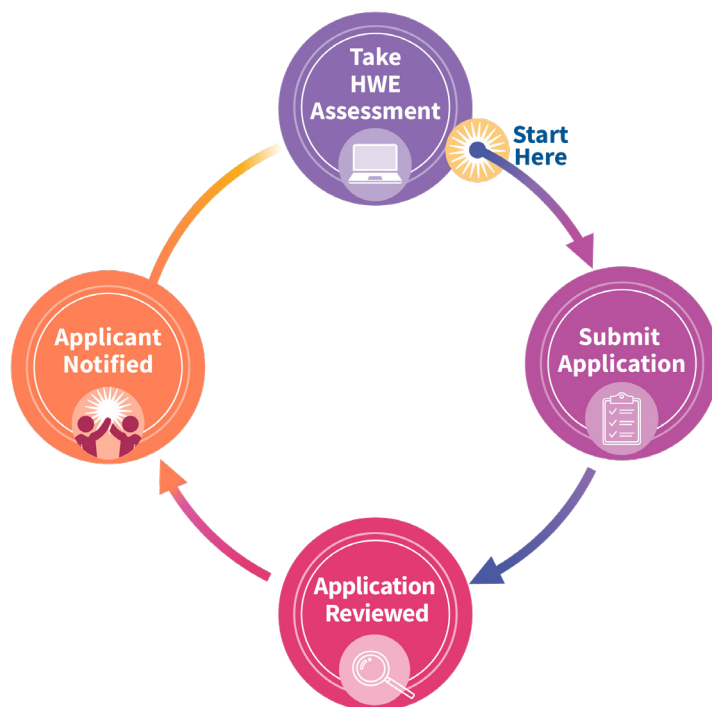 Take
HWE
Assessment
Start
Here
Submit
Application
Application
Reviewed
Applicant
Notified